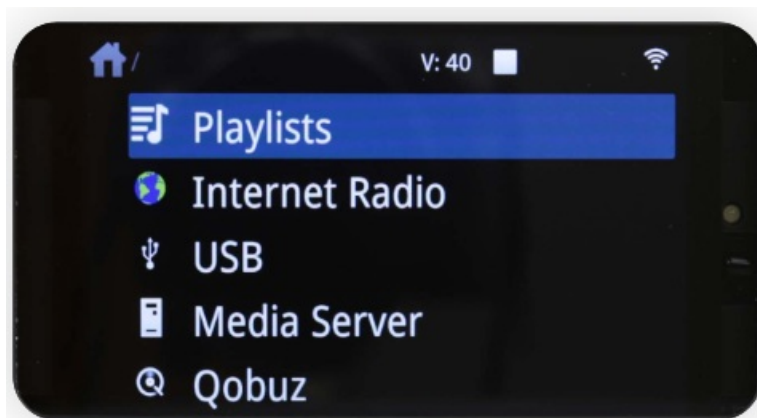 / V: 40
Playlists
Internet Radio
USB
Media Server
Qobuz